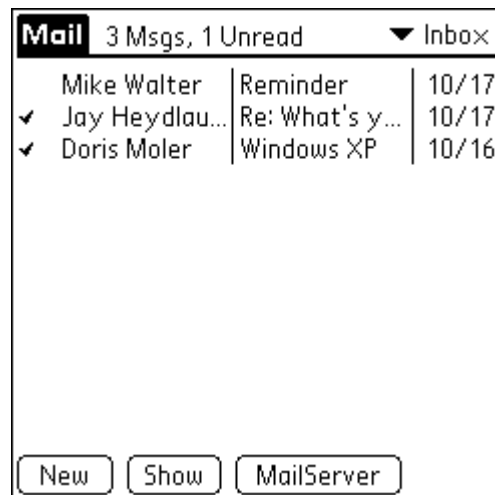 Mail 3 Msgs, 1 Unread Inbox
Mike Walter Reminder 10/17
Jay Heydlau... Re: What's y... 10/17
Doris Moler Windows XP 10/16
New Show MailServer